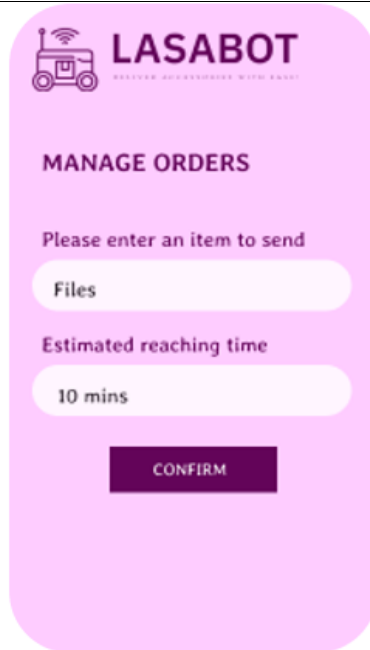 LASABOT
MANAGE ORDERS
Please enter an item to send
Files
Estimated reaching time
10 mins
CONFIRM